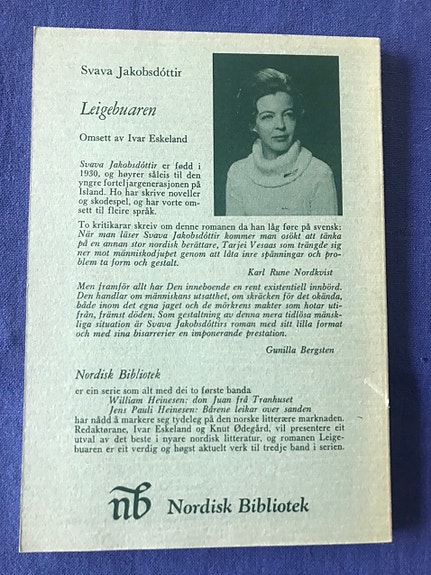 Svava Jakobsdóttir
Leigebuaren
Omsett av Ivar Eskeland
Svava Jakobsdóttir er fødd i
1930, og høyrer såleis til den
yngre forteljargenerasjonen på
Island. Ho har skrive noveller
og skodespel, og har vorte om-
sett til fleire språk.
To kritikarar skreiv om denne romanen da han låg føre på svensk:
När man läser Svava Jakobsdóttir kommer man osökt att tänka
på en annan stor nordisk berättare, Tarjei Vesaas som trängde sig
ner mot människodjupet genom att låta inre spänningar och pro-
blem ta form och gestalt.
Karl Rune Nordkvist
Men framför allt har Den inneboende en rent existentiell innbörd.
Den handlar om människans utsatthet, om skräcken för det okända,
både inom det egna jaget och de mörkrens makter som hotar uti-
från, främst döden. Som gestaltning av denna mera tidlösa mänsk-
liga situation är Svava Jakobsdóttirs roman med sitt lilla format
och med sina bisarrerier en imponerande prestation.
Gunilla Bergsten
Nordisk Bibliotek
er ein serie som alt med dei to første banda
William Heinesen: don Juan frå Tranhuset
Jens Pauli Heinesen: Bårene leikar over sanden
har nådd å markere seg tydeleg på den norske litterære marknaden.
Redaktørane, Ivar Eskeland og Knut Ødegård, vil presentere eit
utval av det beste i nyare nordisk litteratur, og romanen Leige-
buaren er eit verdig og høgst aktuelt verk til tredje band i serien.
nb Nordisk Bibliotek